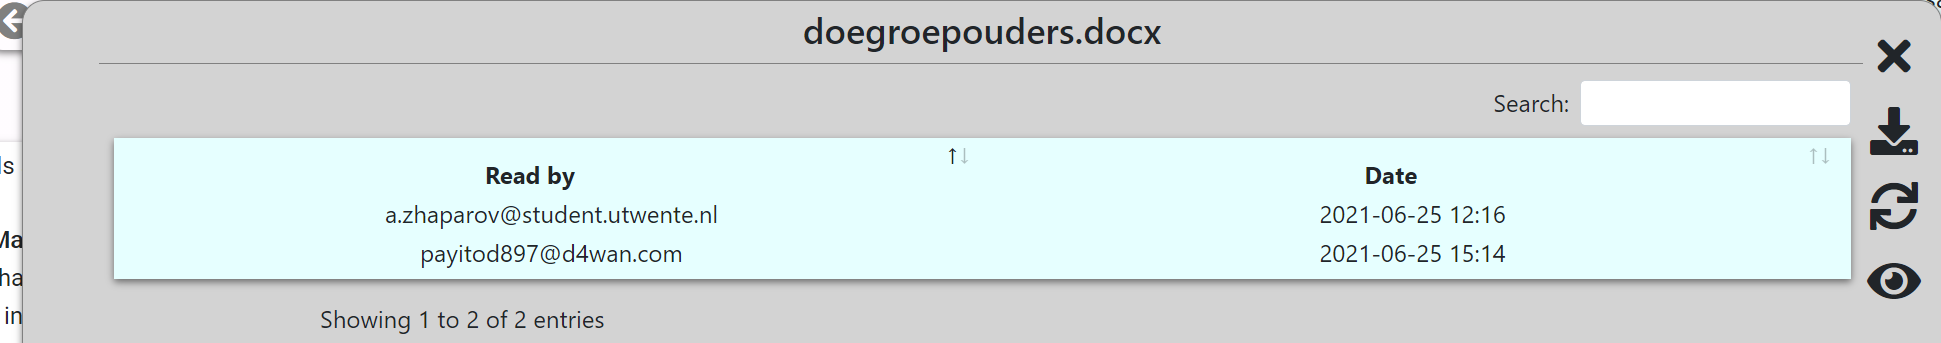 doegroepouders.docx
Search:
Read by Date
a.zhaparov@student.utwente.nl 2021-06-25 12:16
payitod897@d4wan.com 2021-06-25 15:14
Showing 1 to 2 of 2 entries
ls
Ma
ha
in